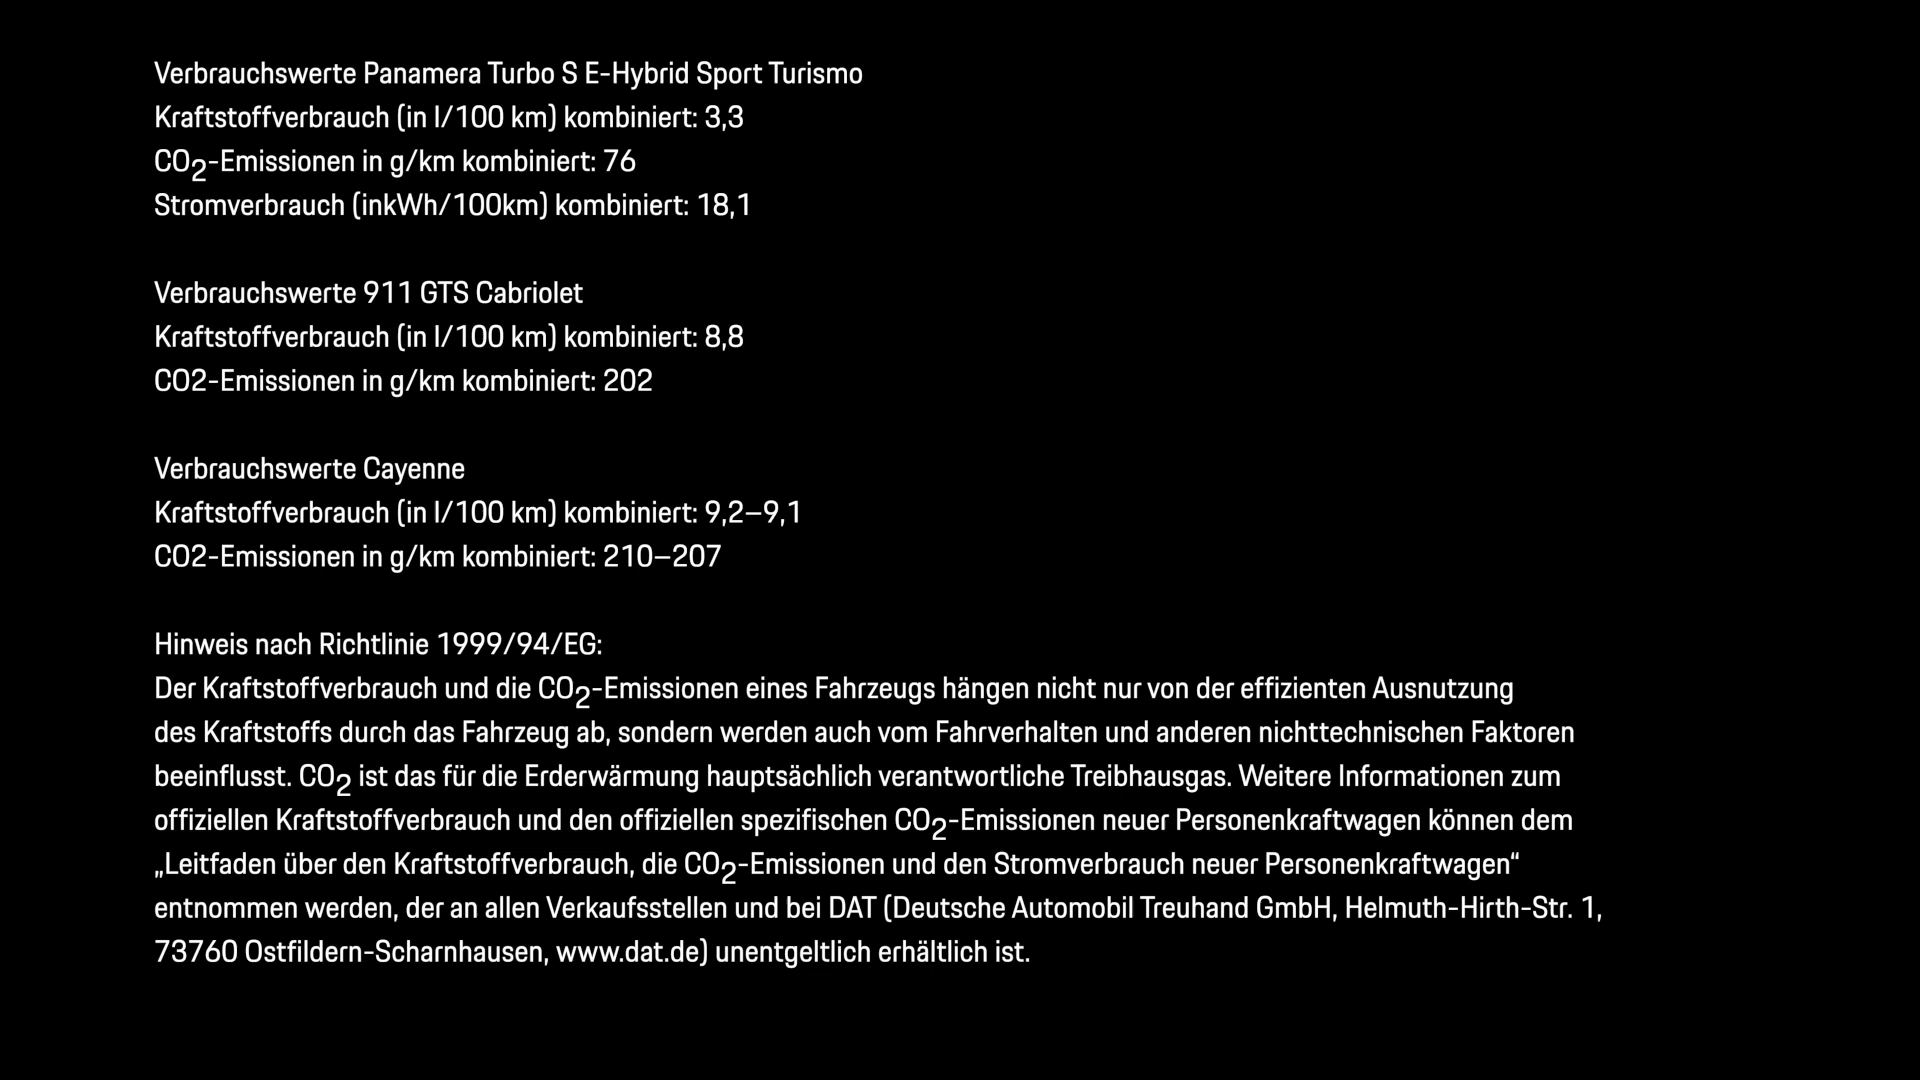 Verbrauchswerte Panamera Turbo S E-Hybrid Sport Turismo
Kraftstoffverbrauch (in l/100 km) kombiniert: 3,3
CO₂-Emissionen in g/km kombiniert: 76
Stromverbrauch (inkWh/100km) kombiniert: 18,1
Verbrauchswerte 911 GTS Cabriolet
Kraftstoffverbrauch (in l/100 km) kombiniert: 8,8
CO2-Emissionen in g/km kombiniert: 202
Verbrauchswerte Cayenne
Kraftstoffverbrauch (in l/100 km) kombiniert: 9,2–9,1
CO2-Emissionen in g/km kombiniert: 210–207
Hinweis nach Richtlinie 1999/94/EG:
Der Kraftstoffverbrauch und die CO₂-Emissionen eines Fahrzeugs hängen nicht nur von der effizienten Ausnutzung
des Kraftstoffs durch das Fahrzeug ab, sondern werden auch vom Fahrverhalten und anderen nichttechnischen Faktoren
beeinflusst. CO₂ ist das für die Erderwärmung hauptsächlich verantwortliche Treibhausgas. Weitere Informationen zum
offiziellen Kraftstoffverbrauch und den offiziellen spezifischen CO₂-Emissionen neuer Personenkraftwagen können dem
„Leitfaden über den Kraftstoffverbrauch, die CO₂-Emissionen und den Stromverbrauch neuer Personenkraftwagen“
entnommen werden, der an allen Verkaufsstellen und bei DAT (Deutsche Automobil Treuhand GmbH, Helmuth-Hirth-Str. 1,
73760 Ostfildern-Scharnhausen, www.dat.de) unentgeltlich erhältlich ist.